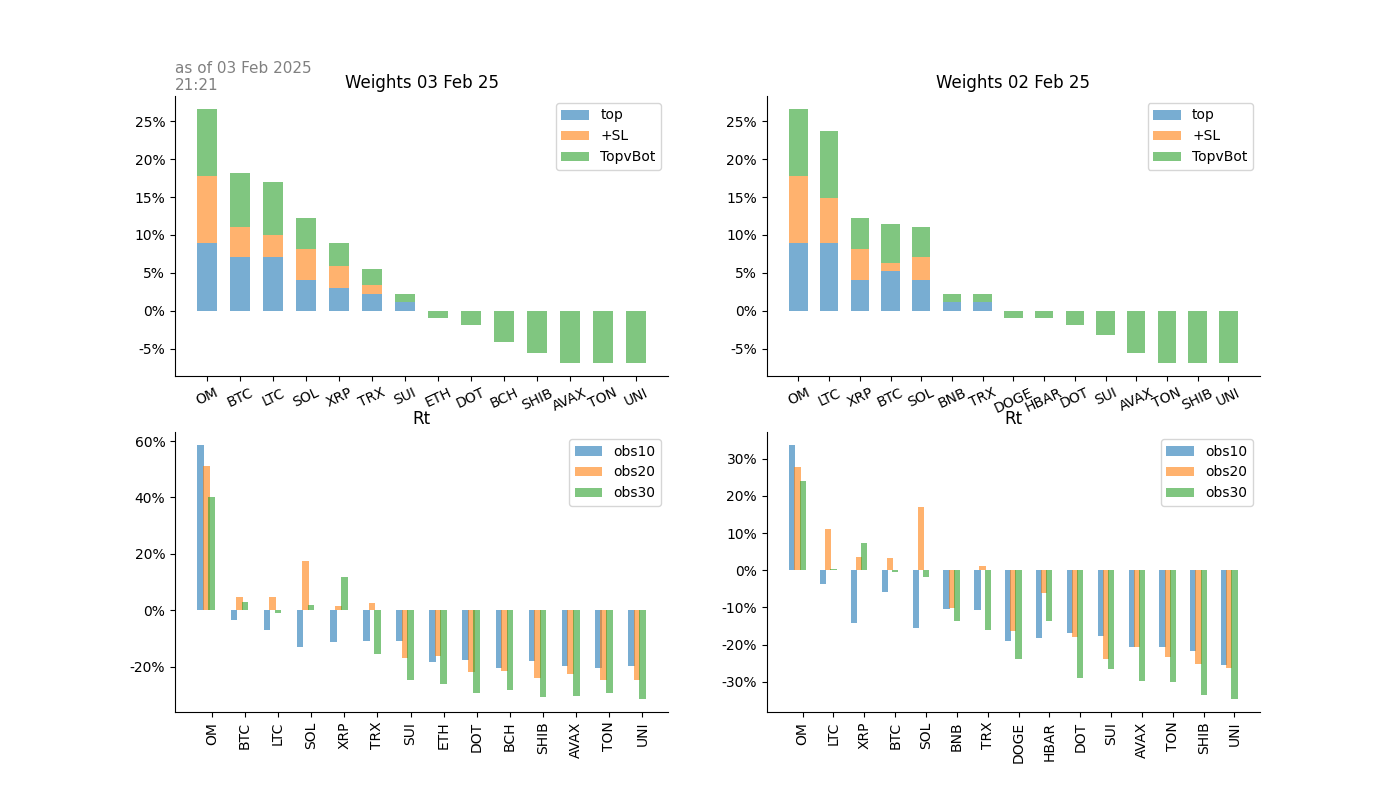 as of 03 Feb 2025
21:21
Weights 03 Feb 25
25%
20%
15%
10%
5%
0%
-5%
top
+SL
TopvBot
OM BTC LTC SOL XRP TRX SUI ETH DOT BCH SHIB AVAX TON UNI
Weights 02 Feb 25
25%
20%
15%
10%
5%
0%
-5%
top
+SL
TopvBot
OM LTC XRP BTC SOL BNB TRX DOGE HBAR DOT SUI AVAX TON SHIB UNI
Rt
60%
40%
20%
0%
-20%
obs10
obs20
obs30
OM BTC LTC SOL XRP TRX SUI ETH DOT BCH SHIB AVAX TON UNI
Rt
30%
20%
10%
0%
-10%
-20%
-30%
obs10
obs20
obs30
OM LTC XRP BTC SOL BNB TRX DOGE HBAR DOT SUI AVAX TON SHIB UNI